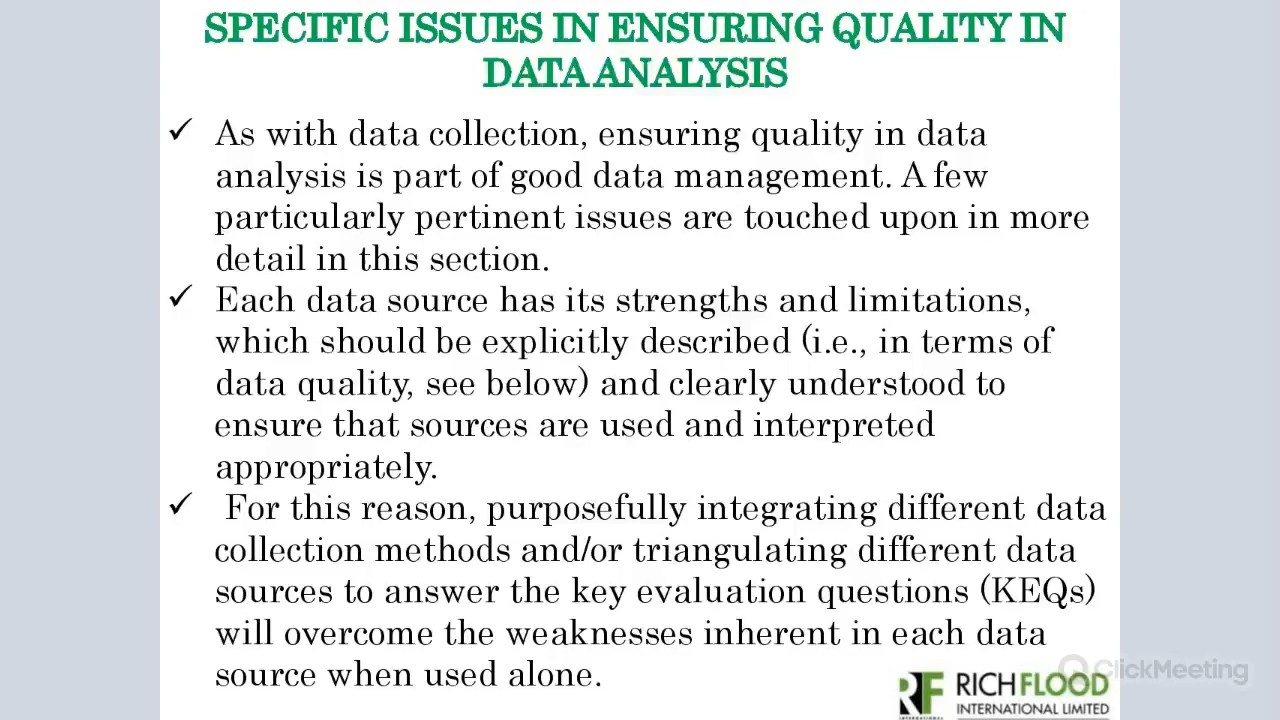 SPECIFIC ISSUES IN ENSURING QUALITY IN
DATA ANALYSIS
✓ As with data collection, ensuring quality in data
analysis is part of good data management. A few
particularly pertinent issues are touched upon in more
detail in this section.
✓ Each data source has its strengths and limitations,
which should be explicitly described (i.e., in terms of
data quality, see below) and clearly understood to
ensure that sources are used and interpreted
appropriately.
✓ For this reason, purposefully integrating different data
collection methods and/or triangulating different data
sources to answer the key evaluation questions (KEQs)
will overcome the weaknesses inherent in each data
source when used alone.
RF
INTERNATIONAL
RICHFLOOD
INTERNATIONAL LIMITED
ClickMeeting